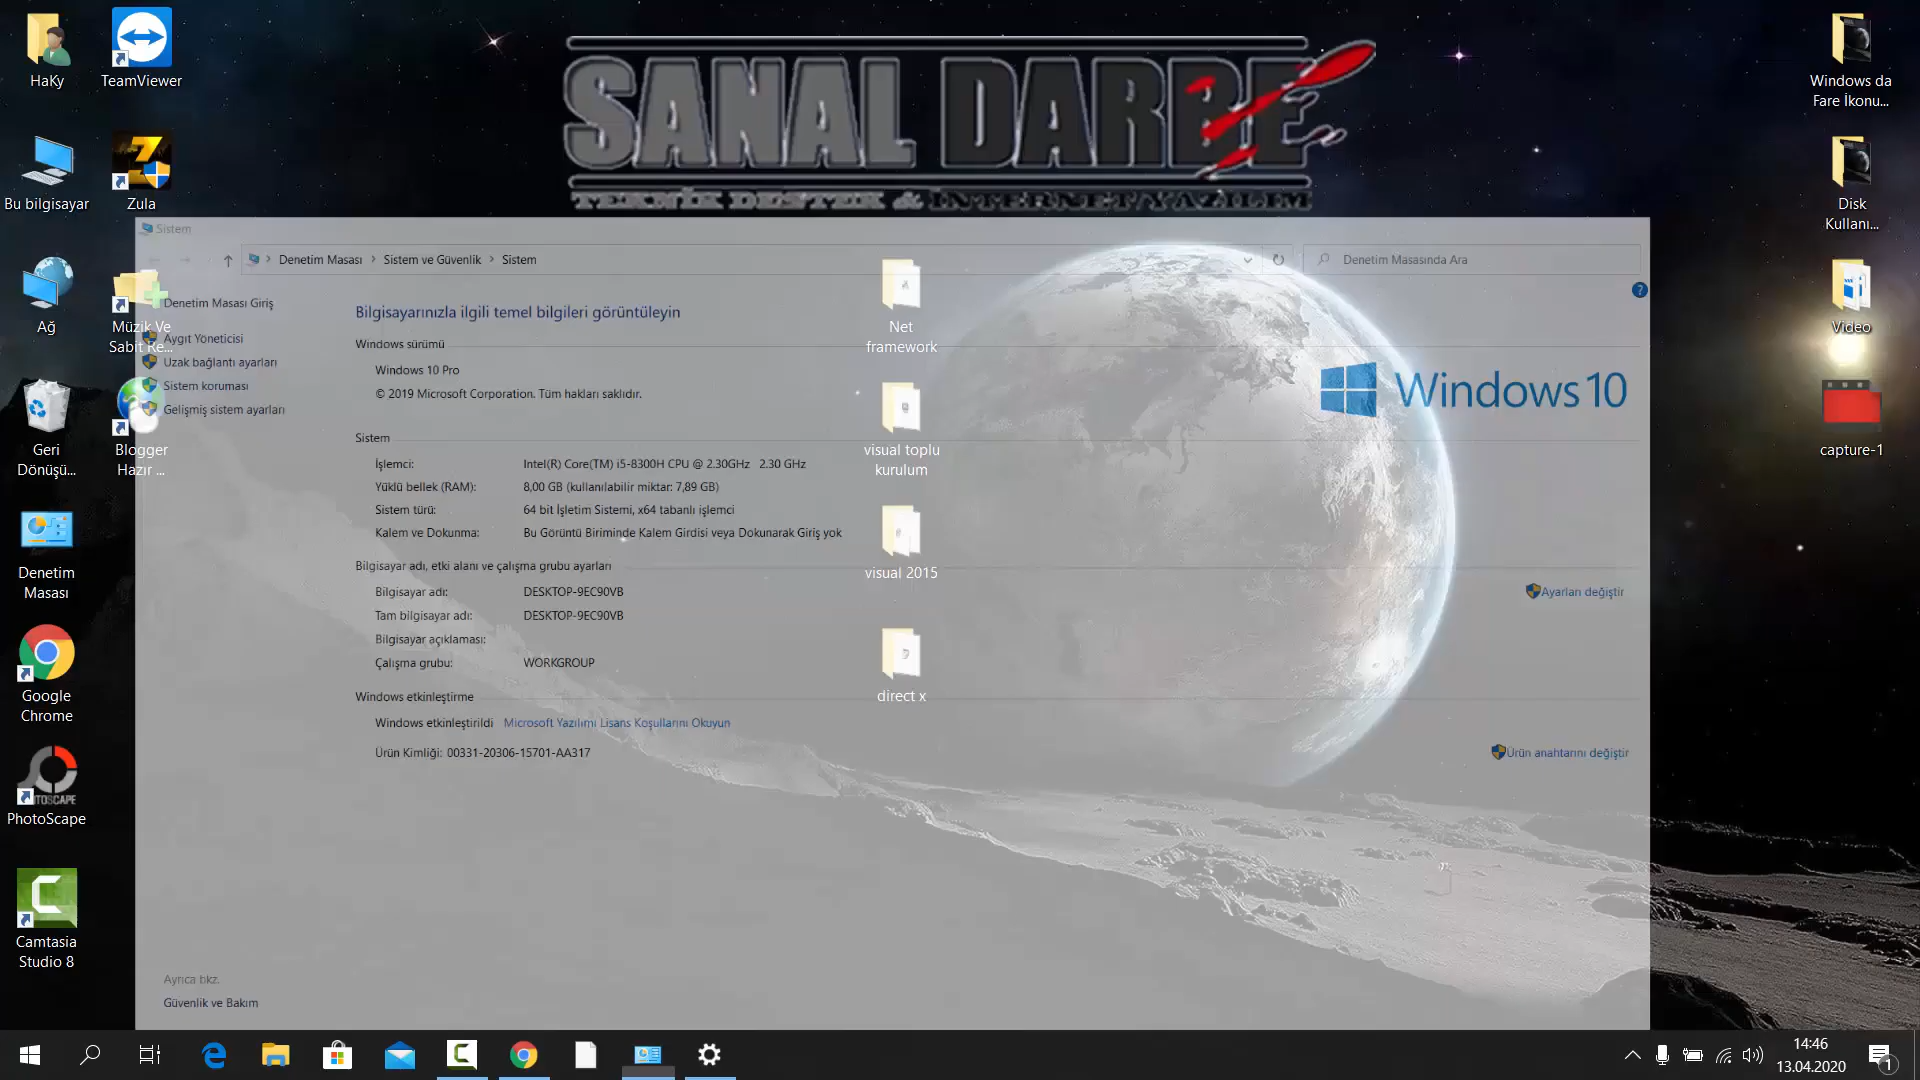 HaKy
TeamViewer
SANAL DARBE
TEKNİK DESTEK & İNTERNET/YAZILIM
Windows da
Fare İkonu...
Bu bilgisayar
Zula
Disk
Kullanı...
Sistem
Denetim Masası
Sistem ve Güvenlik
Sistem
Denetim Masasında Ara
Ağ
Müzik Ve
Sabit Re...
Denetim Masası Giriş
Aygıt Yöneticisi
Uzak bağlantı ayarları
Sistem koruması
Gelişmiş sistem ayarları
Bilgisayarınızla ilgili temel bilgileri görüntüleyin
Windows sürümü
Windows 10 Pro
© 2019 Microsoft Corporation. Tüm hakları saklıdır.
Windows 10
Net
framework
Video
Geri
Dönüşü...
Blogger
Hazır ...
Sistem
İşlemci: Intel(R) Core(TM) i5-8300H CPU @ 2.30GHz 2.30 GHz
Yüklü bellek (RAM): 8,00 GB (kullanılabilir miktar: 7,89 GB)
Sistem türü: 64 bit İşletim Sistemi, x64 tabanlı işlemci
Kalem ve Dokunma: Bu Görüntü Biriminde Kalem Girdisi veya Dokunarak Giriş yok
visual toplu
kurulum
capture-1
Denetim
Masası
Bilgisayar adı, etki alanı ve çalışma grubu ayarları
Bilgisayar adı: DESKTOP-9EC90VB
Tam bilgisayar adı: DESKTOP-9EC90VB
Bilgisayar açıklaması:
Çalışma grubu: WORKGROUP
visual 2015
Ayarları değiştir
Google
Chrome
direct x
Windows etkinleştirme
Windows etkinleştirildi Microsoft Yazılımı Lisans Koşullarını Okuyun
Ürün Kimliği: 00331-20306-15701-AA317
Ürün anahtarını değiştir
PhotoScape
Camtasia
Studio 8
Ayrıca bkz.
Güvenlik ve Bakım
14:46
13.04.2020
1